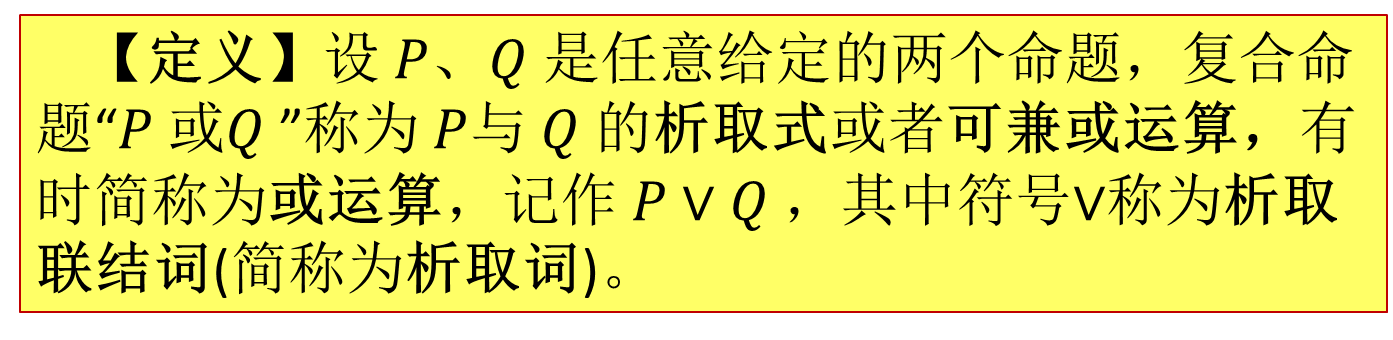 【定义】设 P、Q 是任意给定的两个命题，复合命
题“P 或Q ”称为 P与 Q 的析取式或者可兼或运算，有
时简称为或运算，记作 P ∨ Q ，其中符号∨称为析取
联结词(简称为析取词)。